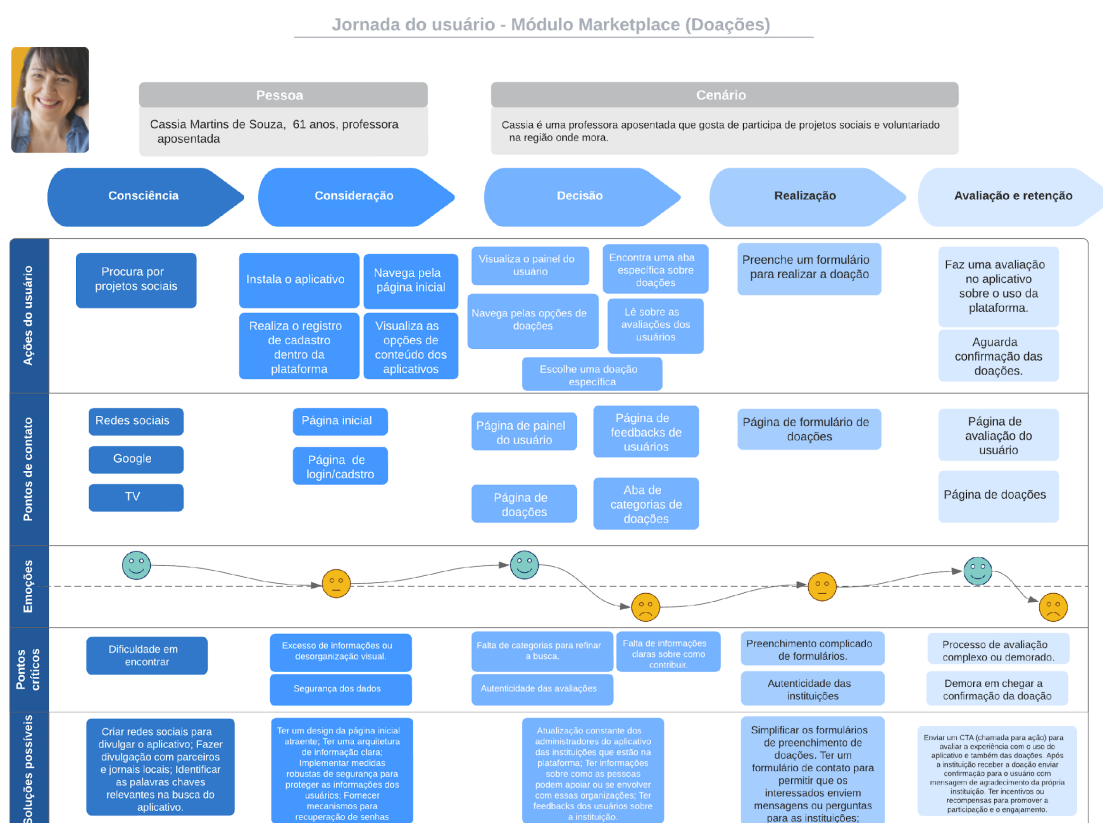 Jornada do usuário - Módulo Marketplace (Doações)
Pessoa
Cassia Martins de Souza, 61 anos, professora
aposentada
Cenário
Cassia é uma professora aposentada que gosta de participa de projetos sociais e voluntariado
na região onde mora.
Consciência
Consideração
Decisão
Realização
Avaliação e retenção
Ações do usuário
Procura por
projetos sociais
Instala o aplicativo
Navega pela
página inicial
Realiza o registro
de cadastro
dentro da
plataforma
Visualiza as
opções de
conteúdo dos
aplicativos
Visualiza o painel do
usuário
Encontra uma aba
específica sobre
doações
Navega pelas opções de
doações
Lê sobre as
avaliações dos
usuários
Escolhe uma doação
específica
Preenche um formulário
para realizar a doação
Faz uma avaliação
no aplicativo
sobre o uso da
plataforma.
Aguarda
confirmação das
doações.
Pontos de contato
Redes sociais
Google
TV
Página inicial
Página de
login/cadstro
Página de painel
do usuário
Página de
feedbacks de
usuários
Página de
doações
Aba de
categorias de
doações
Página de formulário de
doações
Página de
avaliação do
usuário
Página de doações
Emoções
Pontos
críticos
Dificuldade em
encontrar
Excesso de informações ou
desorganização visual.
Segurança dos dados
Falta de categorias para refinar
a busca.
Falta de informações
claras sobre como
contribuir.
Autenticidade das avaliações
Preenchimento complicado
de formulários.
Autenticidade das
instituições
Processo de avaliação
complexo ou demorado.
Demora em chegar a
confirmação da doação
Soluções possíveis
Criar redes sociais para
divulgar o aplicativo; Fazer
divulgação com parceiros
e jornais locais; Identificar
as palavras chaves
relevantes na busca do
aplicativo.
Ter um design da página inicial
atraente; Ter uma arquitetura
de informação clara;
Implementar medidas
robustas de segurança para
proteger as informações dos
usuários; Fornecer
mecanismos para
recuperação de senhas
Atualização constante dos
administradores do aplicativo
das instituições que estão na
plataforma; Ter informações
sobre como as pessoas
podem apoiar ou se envolver
com essas organizações; Ter
feedbacks dos usuários sobre
a instituição.
Simplificar os formulários
de preenchimento de
doações. Ter um
formulário de contato para
permitir que os
interessados enviem
mensagens ou perguntas
para as instituições;
Enviar um CTA (chamada para ação) para
avaliar a experiência com o uso do
aplicativo e também das doações. Após
a instituição receber a doação enviar
confirmação para o usuário com
mensagem de agradecimento da própria
instituição. Ter incentivos ou
recompensas para promover a
participação e o engajamento.